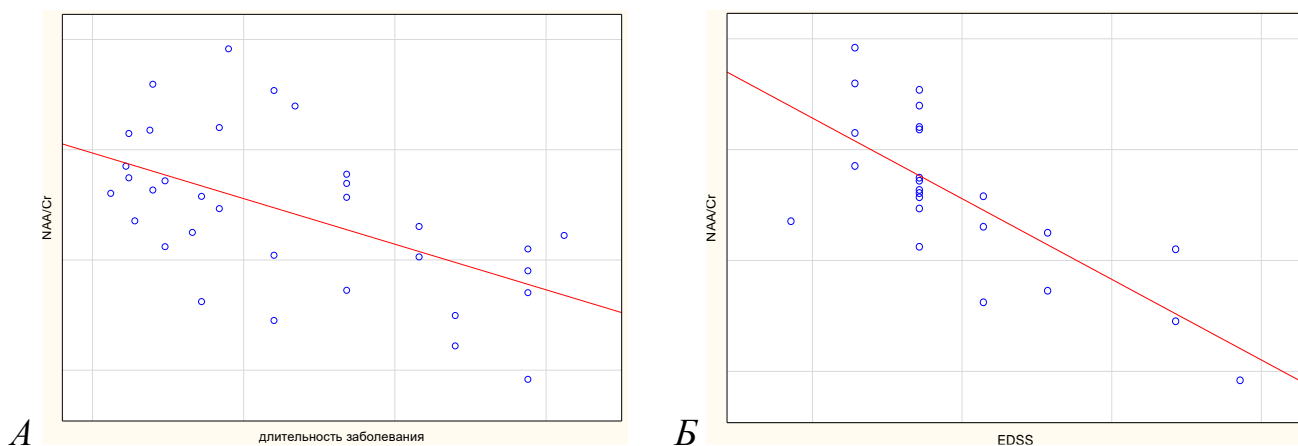 NAA/Cr
длительность заболевания
А
NAA/Cr
EDSS
Б